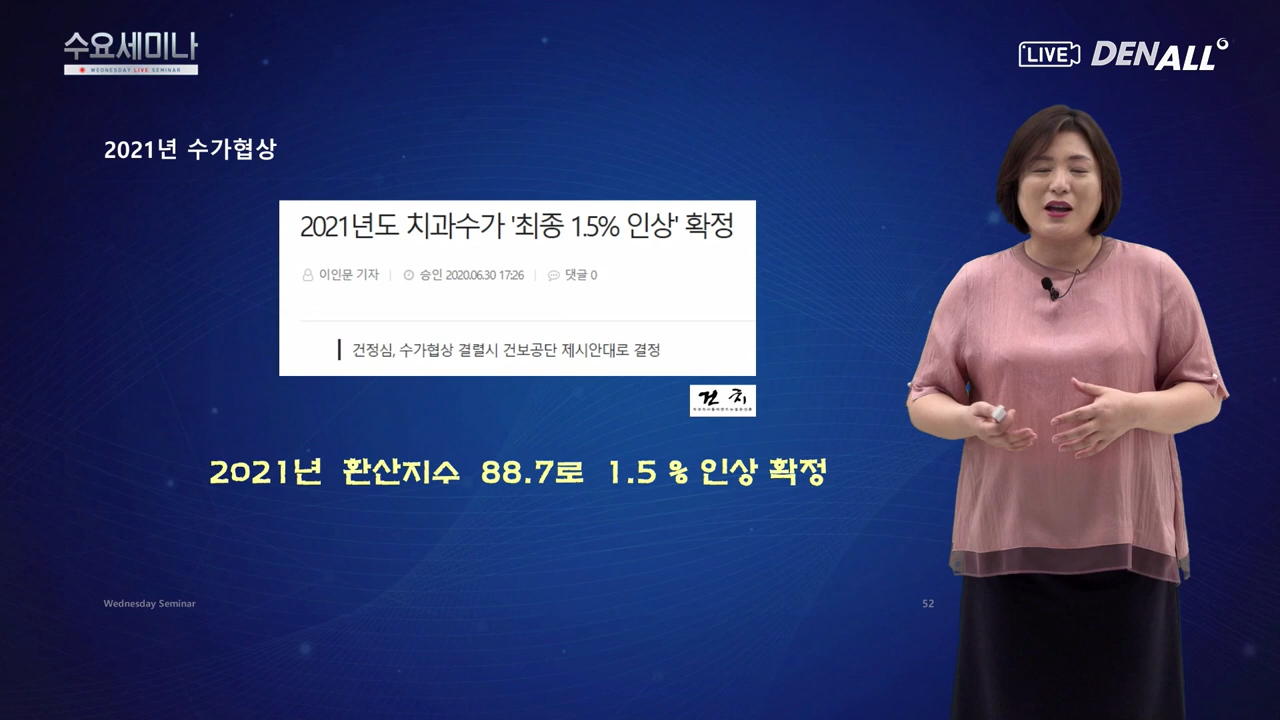 수요세미나
WEDNESDAY LIVE SEMINAR
LIVE DENALL
2021년 수가협상
2021년도 치과수가 '최종 1.5% 인상' 확정
이인문 기자 승인 2020.06.30 17:26 댓글 0
건정심, 수가협상 결렬시 건보공단 제시안대로 결정
건치
2021년 환산지수 88.7로 1.5 % 인상 확정
Wednesday Seminar
52